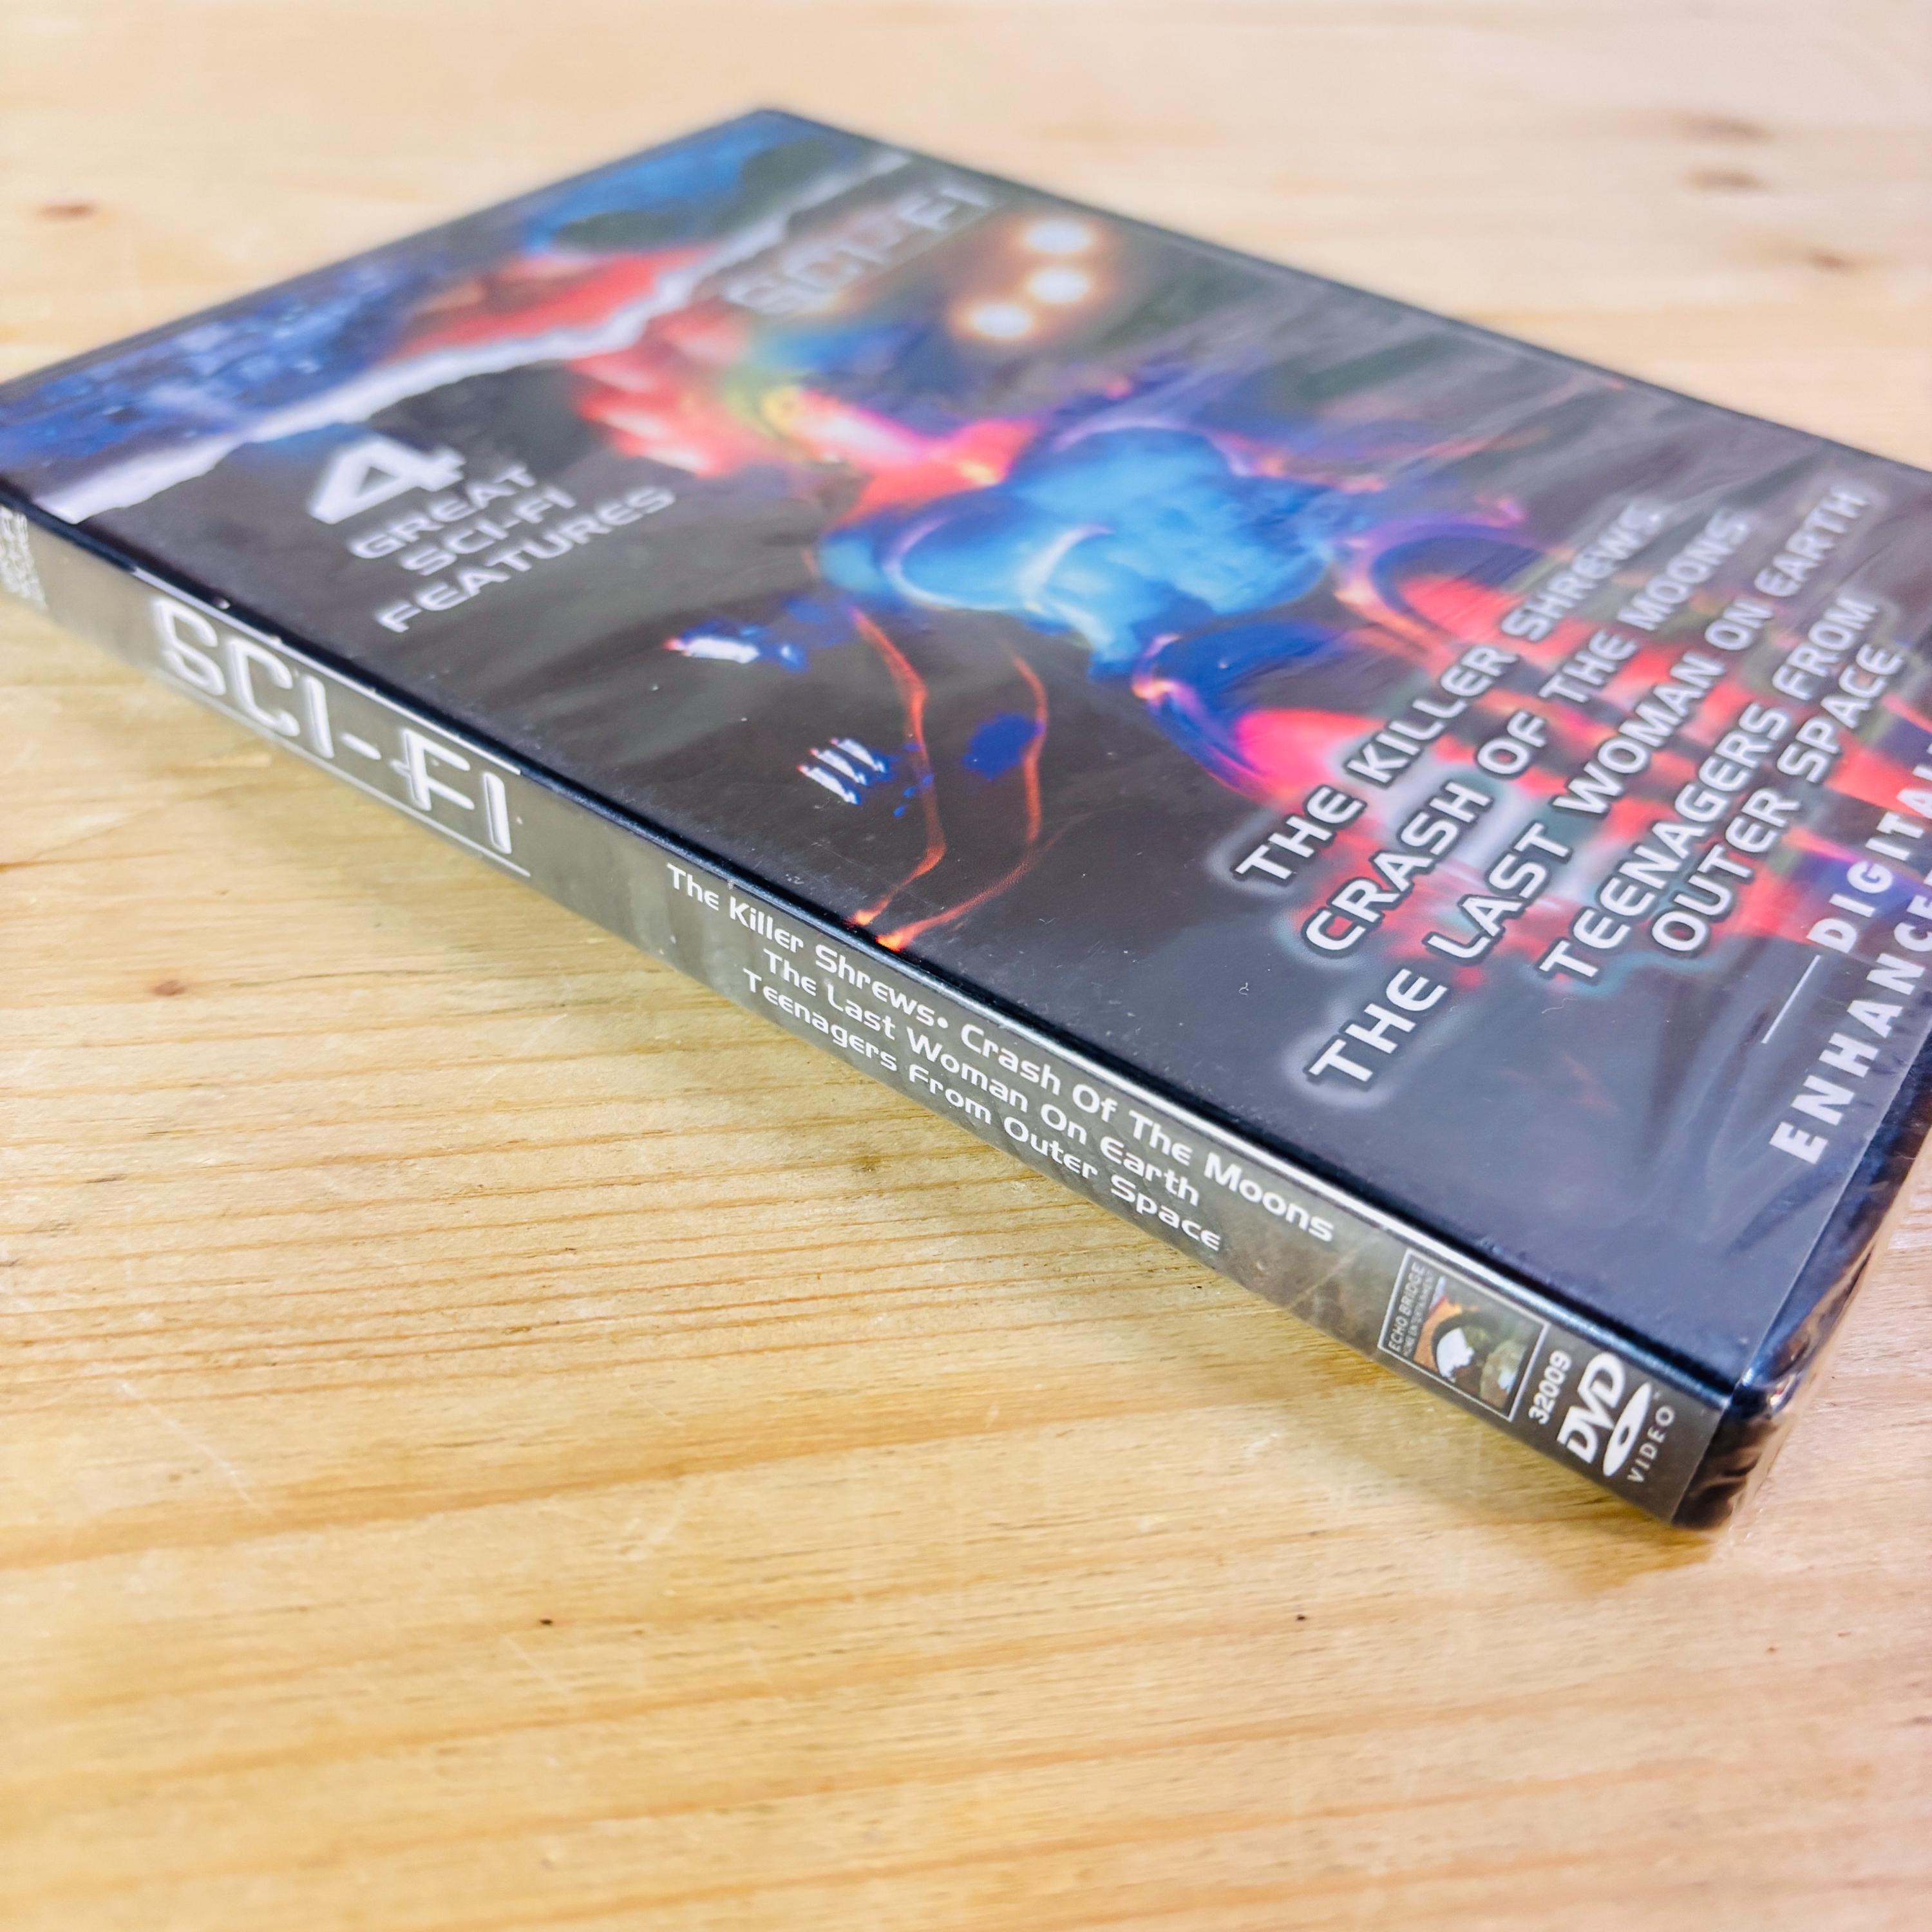 SCI-FI
4
GREAT
SCI-FI
FEATURES
THE KILLER SHREWS
CRASH OF THE MOONS
THE LAST WOMAN ON EARTH
TEENAGERS FROM
OUTER SPACE
DIGITAL
SCI-FI
The Killer Shrews• Crash Of The Moons
The Last Woman On Earth
Teenagers From Outer Space
ECHO BRIDGE
HOME ENTERTAINMENT
32009
DVD
VIDEO